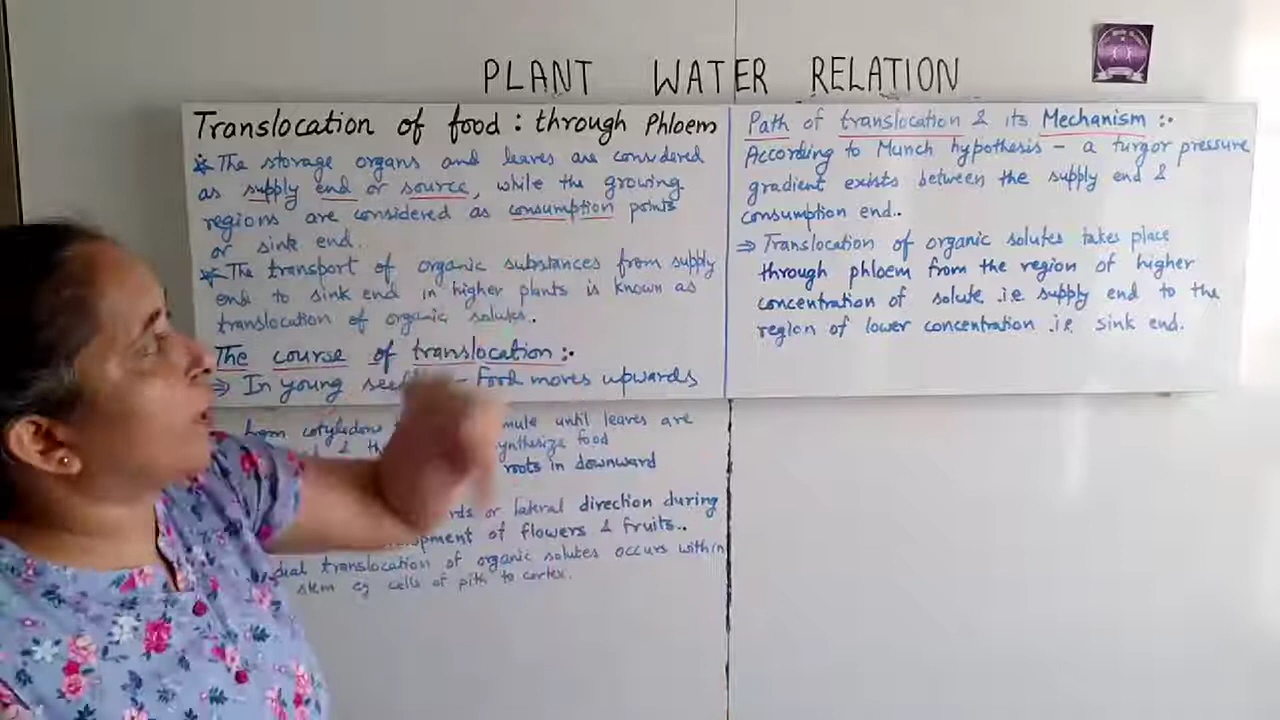 PLANT WATER RELATION
Translocation of food : through Phloem
* The storage organs and leaves are considered
as supply end or source, while the growing
regions are considered as consumption points
or sink end.
* The transport of organic substances from supply
end to sink end in higher plants is known as
translocation of organic solutes.
The course of translocation :-
⇒ In young – Food moves upwards
from cotyledons until leaves are
food
roots in downward
or lateral direction during
of flowers & fruits..
translocation of organic solutes occurs within
stem eg cells of pith to cortex.
Path of translocation & its Mechanism :-
According to Munch hypothesis – a turgor pressure
gradient exists between the supply end &
consumption end..
⇒ Translocation of organic solutes takes place
through phloem from the region of higher
concentration of solute i.e supply end to the
region of lower concentration i.e sink end.